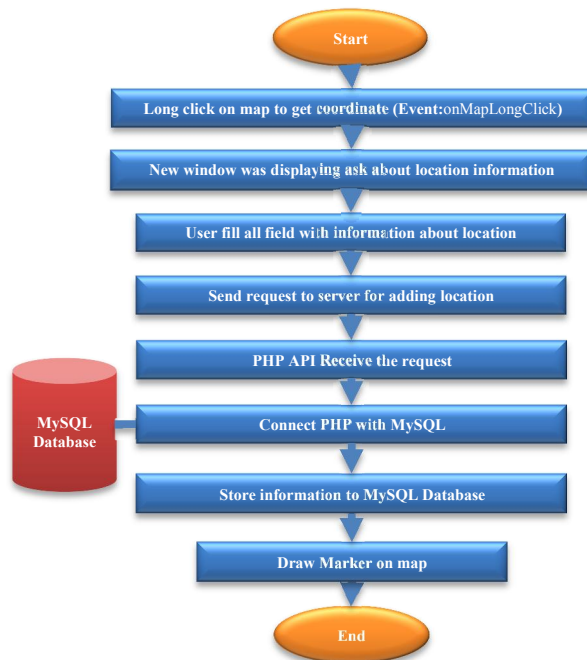 Start
Long click on map to get coordinate (Event:onMapLongClick)
New window was displaying ask about location information
User fill all field with information about location
Send request to server for adding location
PHP API Receive the request
MySQL
Database
Connect PHP with MySQL
Store information to MySQL Database
Draw Marker on map
End